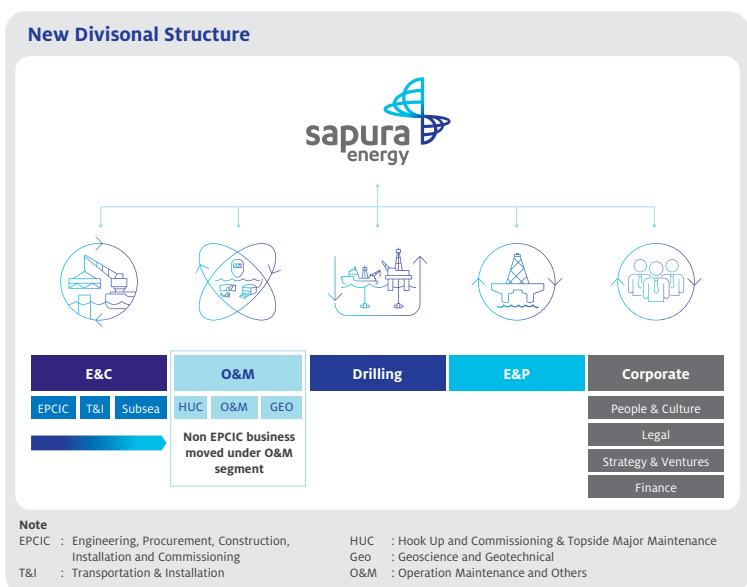 New Divisonal Structure
sapura
energy
E&C
O&M
Drilling
E&P
Corporate
EPCIC
T&I
Subsea
HUC
O&M
GEO
Non EPCIC business
moved under O&M
segment
People & Culture
Legal
Strategy & Ventures
Finance
Note
EPCIC : Engineering, Procurement, Construction,
Installation and Commissioning
T&I : Transportation & Installation
HUC : Hook Up and Commissioning & Topside Major Maintenance
Geo : Geoscience and Geotechnical
O&M : Operation Maintenance and Others